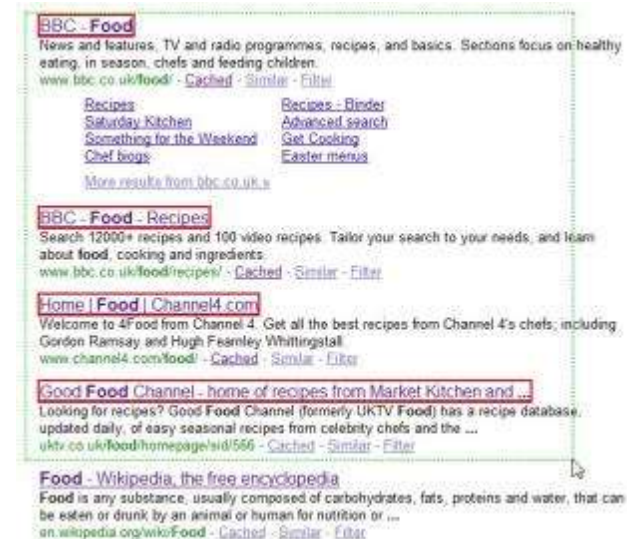 BBC - Food
News and features, TV and radio programmes, recipes, and basics. Sections focus on healthy
eating, in season, chefs and feeding children.
www.bbc.co.uk/food/ - Cached - Similar - Filter
Recipes Recipes - Binder
Saturday Kitchen Advanced search
Something for the Weekend Get Cooking
Chef blogs Easter menus
More results from bbc.co.uk »
BBC - Food - Recipes
Search 12000+ recipes and 100 video recipes. Tailor your search to your needs, and learn
about food, cooking and ingredients.
www.bbc.co.uk/food/recipes/ - Cached - Similar - Filter
Home | Food | Channel4.com
Welcome to 4Food from Channel 4. Get all the best recipes from Channel 4's chefs; including
Gordon Ramsay and Hugh Fearnley Whittingstall.
www.channel4.com/food/ - Cached - Similar - Filter
Good Food Channel - home of recipes from Market Kitchen and ...
Looking for recipes? Good Food Channel (formerly UKTV Food) has a recipe database,
updated daily, of easy seasonal recipes from celebrity chefs and the ...
uktv.co.uk/food/homepage/sid/566 - Cached - Similar - Filter
Food - Wikipedia, the free encyclopedia
Food is any substance, usually composed of carbohydrates, fats, proteins and water, that can
be eaten or drunk by an animal or human for nutrition or ...
en.wikipedia.org/wiki/Food - Cached - Similar - Filter